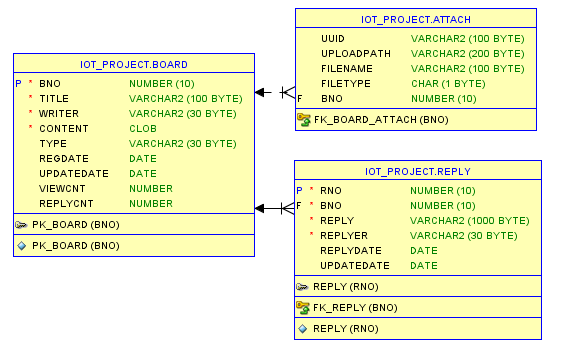 IOT_PROJECT.BOARD
P * BNO NUMBER (10)
* TITLE VARCHAR2 (100 BYTE)
* WRITER VARCHAR2 (30 BYTE)
* CONTENT CLOB
TYPE VARCHAR2 (30 BYTE)
REGDATE DATE
UPDATEDATE DATE
VIEWCNT NUMBER
REPLYCNT NUMBER
PK_BOARD (BNO)
PK_BOARD (BNO)
IOT_PROJECT.ATTACH
UUID VARCHAR2 (100 BYTE)
UPLOADPATH VARCHAR2 (200 BYTE)
FILENAME VARCHAR2 (100 BYTE)
FILETYPE CHAR (1 BYTE)
F BNO NUMBER (10)
FK_BOARD_ATTACH (BNO)
IOT_PROJECT.REPLY
P * RNO NUMBER (10)
F * BNO NUMBER (10)
* REPLY VARCHAR2 (1000 BYTE)
* REPLYER VARCHAR2 (30 BYTE)
REPLYDATE DATE
UPDATEDATE DATE
REPLY (RNO)
FK_REPLY (BNO)
REPLY (RNO)